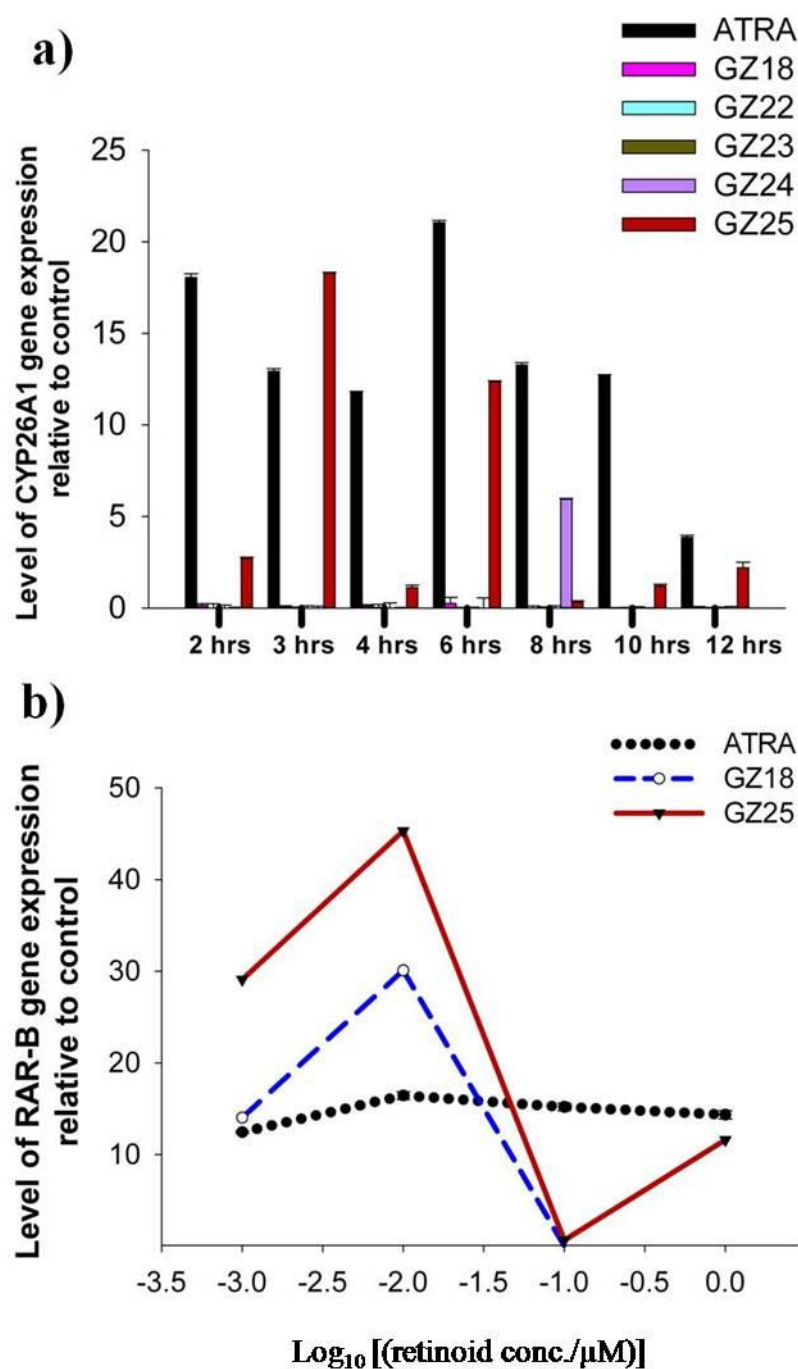 a)
ATRA
GZ18
GZ22
GZ23
GZ24
GZ25
Level of CYP26A1 gene expression
relative to control
25
20
15
10
5
0
2 hrs 3 hrs 4 hrs 6 hrs 8 hrs 10 hrs 12 hrs
b)
ATRA
GZ18
GZ25
Level of RAR-B gene expression
relative to control
50
40
30
20
10
-3.5 -3.0 -2.5 -2.0 -1.5 -1.0 -0.5 0.0
Log₁₀ [(retinoid conc./µM)]